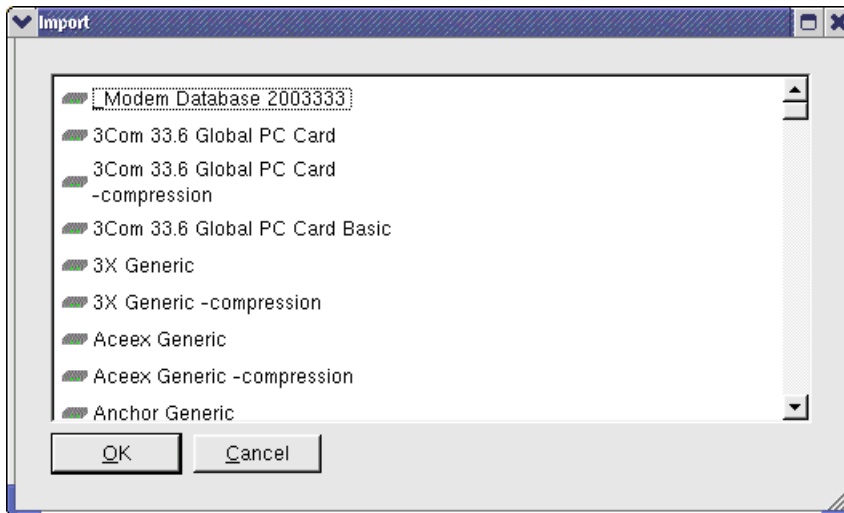 Import
_Modem Database 2003333
3Com 33.6 Global PC Card
3Com 33.6 Global PC Card
-compression
3Com 33.6 Global PC Card Basic
3X Generic
3X Generic -compression
Aceex Generic
Aceex Generic -compression
Anchor Generic
OK Cancel